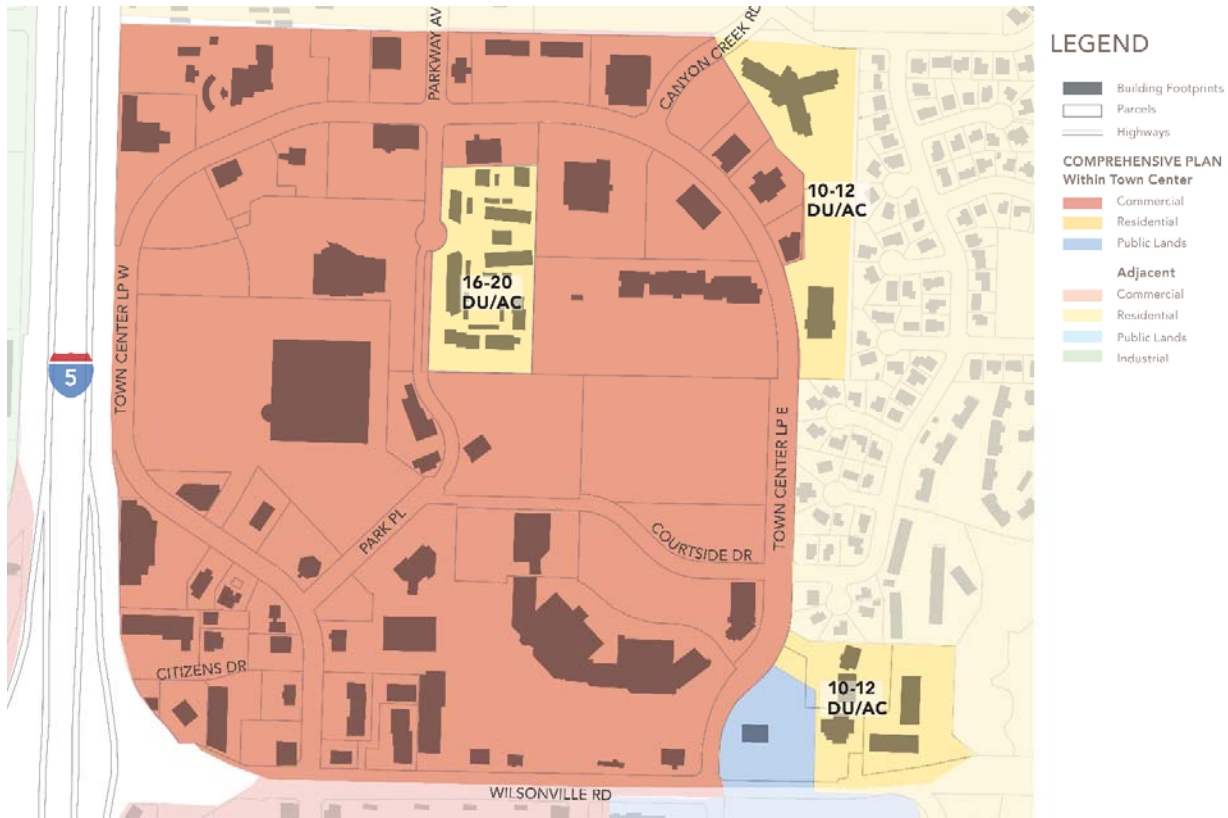 PARKWAY AV
CANYON CREEK RD
10-12
DU/AC
16-20
DU/AC
TOWN CENTER LP W
5
TOWN CENTER LP E
PARK PL
COURTSIDE DR
CITIZENS DR
10-12
DU/AC
WILSONVILLE RD
LEGEND
Building Footprints
Parcels
Highways
COMPREHENSIVE PLAN
Within Town Center
Commercial
Residential
Public Lands
Adjacent
Commercial
Residential
Public Lands
Industrial